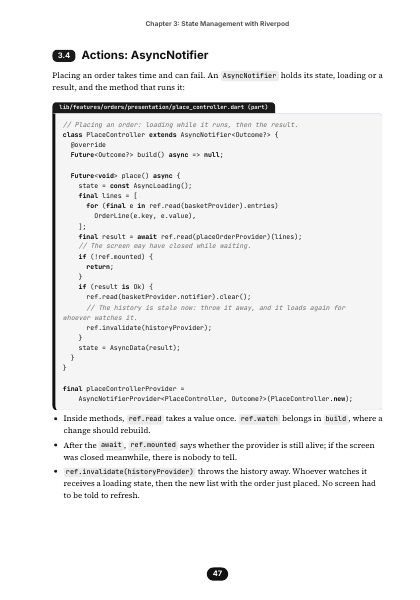 Chapter 3: State Management with Riverpod
3.4 Actions: AsyncNotifier
Placing an order takes time and can fail. An AsyncNotifier holds its state, loading or a
result, and the method that runs it:
lib/features/orders/presentation/place_controller.dart (part)
// Placing an order: loading while it runs, then the result.
class PlaceController extends AsyncNotifier<Outcome?> {
  @override
  Future<Outcome?> build() async => null;

  Future<void> place() async {
    state = const AsyncLoading();
    final lines = [
      for (final e in ref.read(basketProvider).entries)
        OrderLine(e.key, e.value),
    ];
    final result = await ref.read(placeOrderProvider)(lines);
    // The screen may have closed while waiting.
    if (!ref.mounted) {
      return;
    }
    if (result is Ok) {
      ref.read(basketProvider.notifier).clear();
      // The history is stale now: throw it away, and it loads again for
whoever watches it.
      ref.invalidate(historyProvider);
    }
    state = AsyncData(result);
  }
}

final placeControllerProvider =
    AsyncNotifierProvider<PlaceController, Outcome?>(PlaceController.new);
• Inside methods, ref.read takes a value once. ref.watch belongs in build, where a
change should rebuild.
• After the await, ref.mounted says whether the provider is still alive; if the screen
was closed meanwhile, there is nobody to tell.
• ref.invalidate(historyProvider) throws the history away. Whoever watches it
receives a loading state, then the new list with the order just placed. No screen had
to be told to refresh.
47